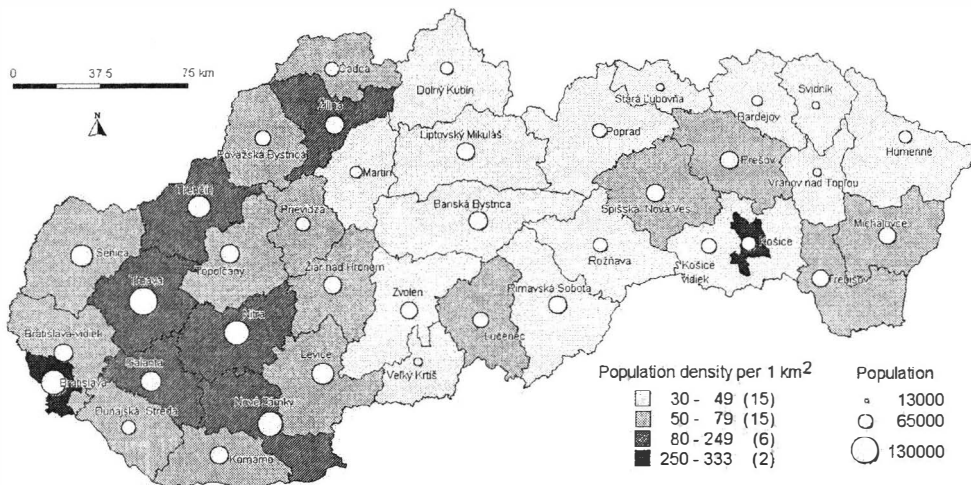 0 37 5 75 km
N
Čadca
Dolný Kubín
Stará Ľubovňa
Svidník
Bardejov
Žilina
Poprad
Humenné
Liptovský Mikuláš
Považská Bystrica
Prešov
Martin
Vranov nad Topľou
Trenčín
Spišská Nová Ves
Prievidza
Banská Bystrica
Michalovce
Senica
Košice
Topoľčany
Rožňava
Košice
vidiek
Žiar nad Hronom
Trnava
Trebišov
Zvolen
Rimavská Sobota
Nitra
Bratislava-vidiek
Lučenec
Galanta
Levice
Veľký Krtíš
Bratislava
Dunajská Streda
Nové Zámky
Komárno
Population density per 1 km2
30 - 49 (15)
50 - 79 (15)
80 - 249 (6)
250 - 333 (2)
Population
13000
65000
130000